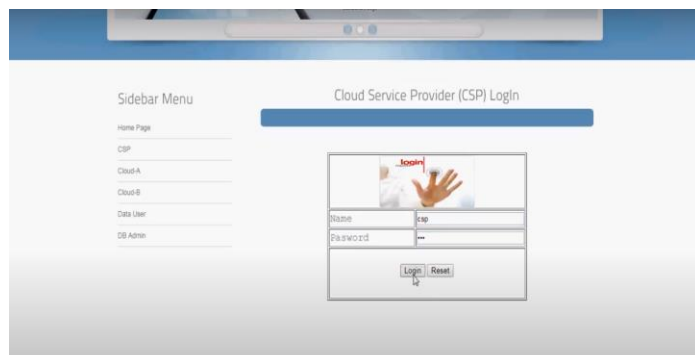 Sidebar Menu
Home Page
CSP
Cloud-A
Cloud-B
Data User
DB Admin
Cloud Service Provider (CSP) LogIn
login
Name
csp
Pasword
Login Reset